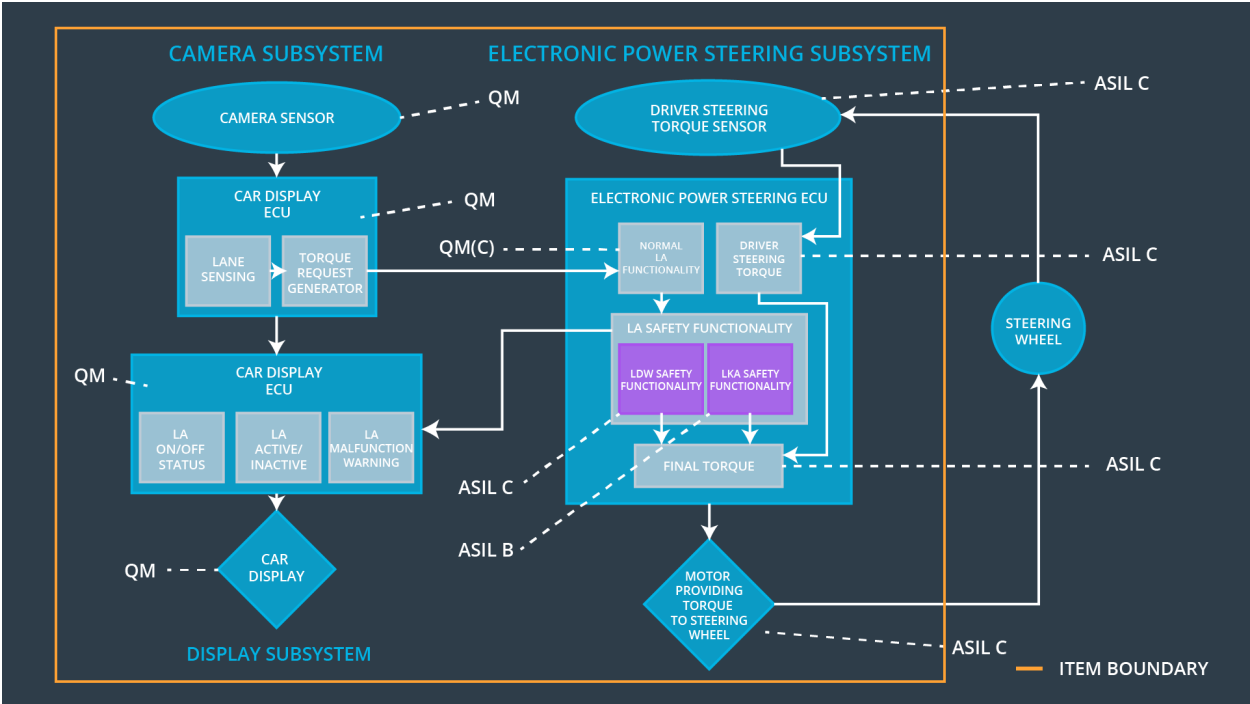 CAMERA SUBSYSTEM
ELECTRONIC POWER STEERING SUBSYSTEM
CAMERA SENSOR
QM
DRIVER STEERING
TORQUE SENSOR
ASIL C
CAR DISPLAY
ECU
QM
LANE
SENSING
TORQUE
REQUEST
GENERATOR
QM(C)
ELECTRONIC POWER STEERING ECU
NORMAL
LA
FUNCTIONALITY
DRIVER
STEERING
TORQUE
ASIL C
LA SAFETY FUNCTIONALITY
LDW SAFETY
FUNCTIONALITY
LKA SAFETY
FUNCTIONALITY
STEERING
WHEEL
QM
CAR DISPLAY
ECU
LA
ON/OFF
STATUS
LA
ACTIVE/
INACTIVE
LA
MALFUNCTION
WARNING
FINAL TORQUE
ASIL C
ASIL C
ASIL B
QM
CAR
DISPLAY
MOTOR
PROVIDING
TORQUE
TO STEERING
WHEEL
ASIL C
DISPLAY SUBSYSTEM
ITEM BOUNDARY